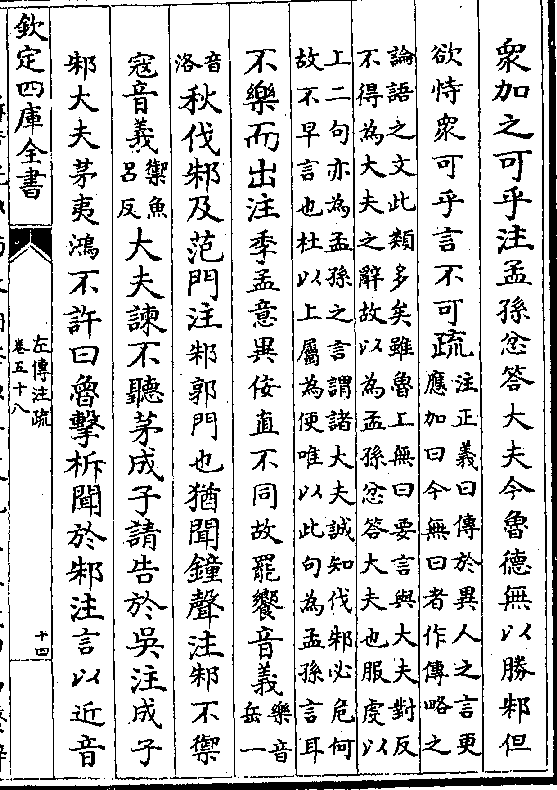 衆加之可乎注孟孫忿答大夫今魯德無以勝邾但
欲恃衆可乎言不可疏注正義曰傳於異人之言更
應加曰今無曰者作傳略之
論語之文此類多矣雖魯上無曰要言與大夫對反
不得為大夫之辭故以為孟孫忿答大夫也服虔以
上二句亦為孟孫之言謂諸大夫誠知伐邾必危何
故不早言也杜以上屬為便唯以此句為孟孫言耳
不樂而出注季孟意異佞直不同故罷饗音義樂音
岳一
音
洛秋伐邾及范門注邾郭門也猶聞鐘聲注邾不禦
寇音義禦魚
呂反大夫諫不聽茅成子請告於吳注成子
邾大夫茅夷鴻不許曰魯擊柝聞於邾注言以近音
欽定四庫全書
左傳注疏
卷五十八
十四